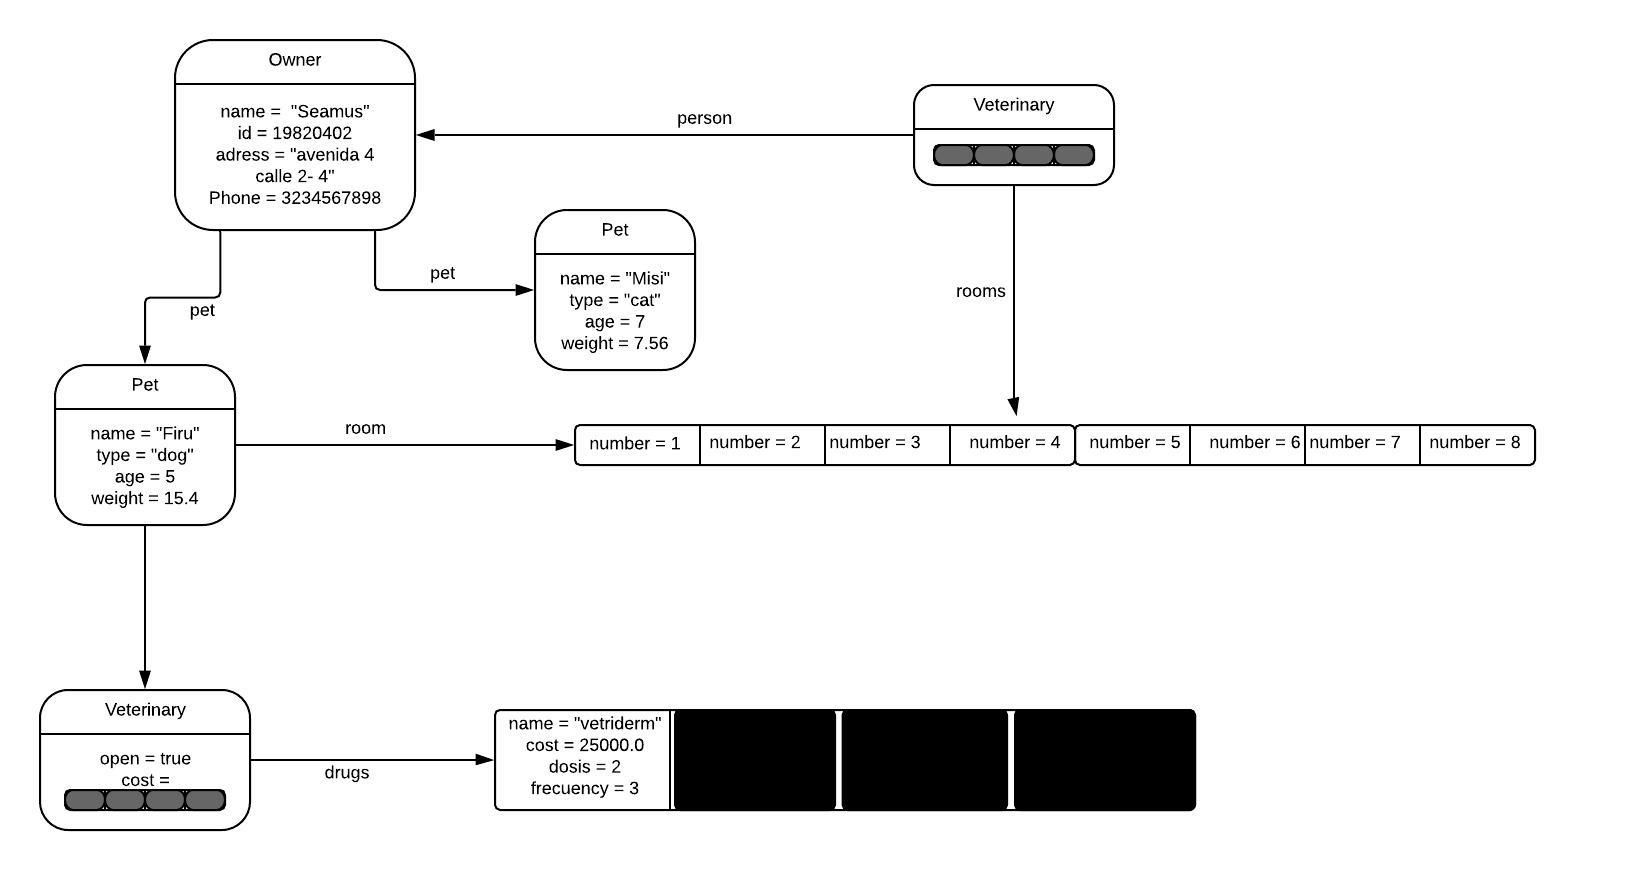 Owner
name =  "Seamus"
id = 19820402
adress = "avenida 4
calle 2- 4"
Phone = 3234567898
person
Veterinary
pet
Pet
name = "Misi"
type = "cat"
age = 7
weight = 7.56
rooms
pet
Pet
name = "Firu"
type = "dog"
age = 5
weight = 15.4
room
number = 1
number = 2
number = 3
number = 4
number = 5
number = 6
number = 7
number = 8
Veterinary
open = true
cost =
drugs
name = "vetriderm"
cost = 25000.0
dosis = 2
frecuency = 3